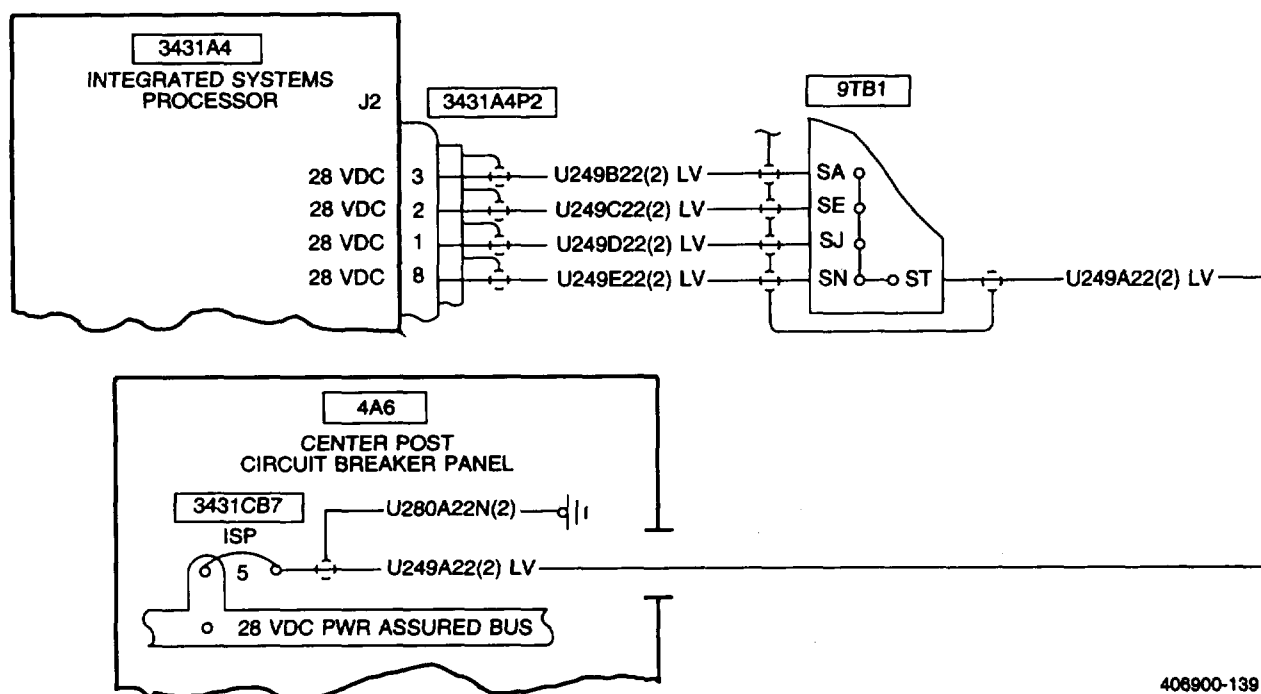 3431A4
INTEGRATED SYSTEMS
PROCESSOR
J2
3431A4P2
9TB1
28 VDC 3 U249B22(2) LV SA
28 VDC 2 U249C22(2) LV SE
28 VDC 1 U249D22(2) LV SJ
28 VDC 8 U249E22(2) LV SN ST U249A22(2) LV
4A6
CENTER POST
CIRCUIT BREAKER PANEL
3431CB7
U280A22N(2)
ISP
5 U249A22(2) LV
28 VDC PWR ASSURED BUS
406900-139